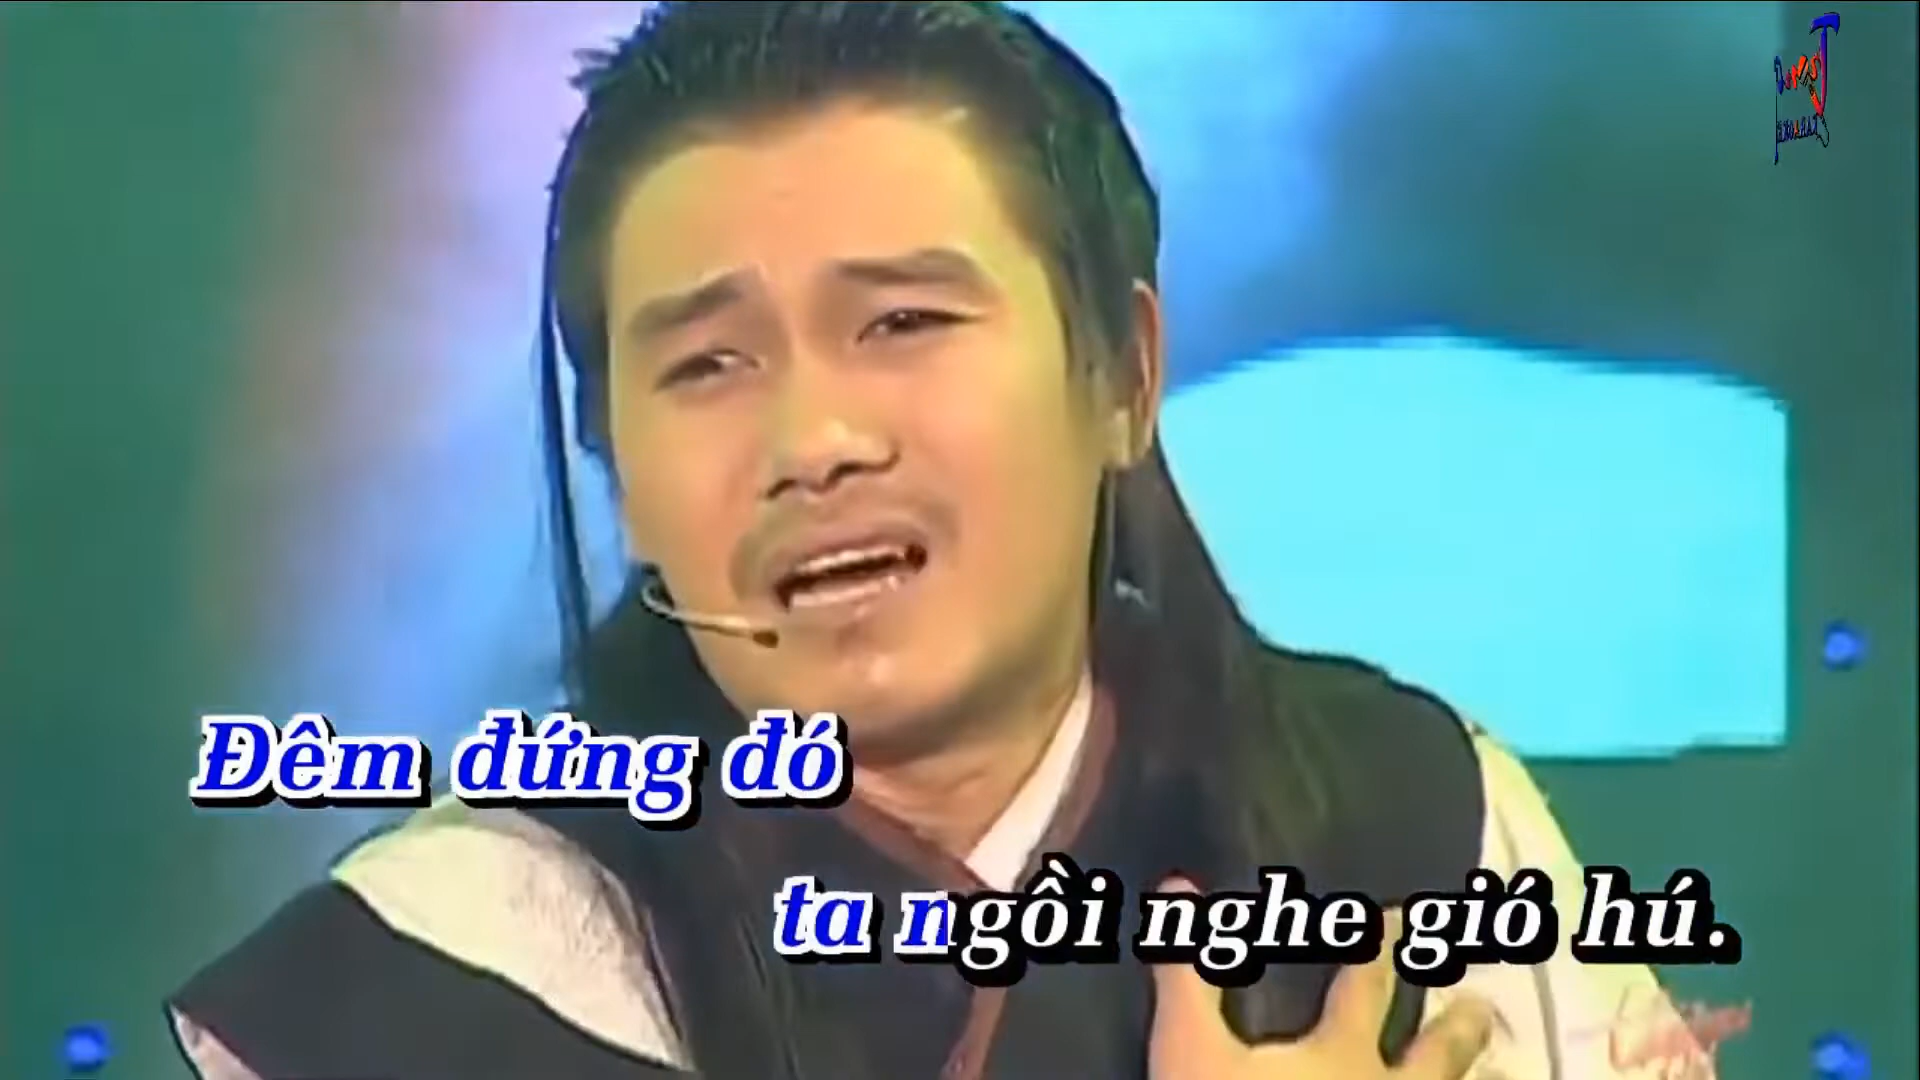 Đêm đứng đó
ta ngồi nghe gió hú.